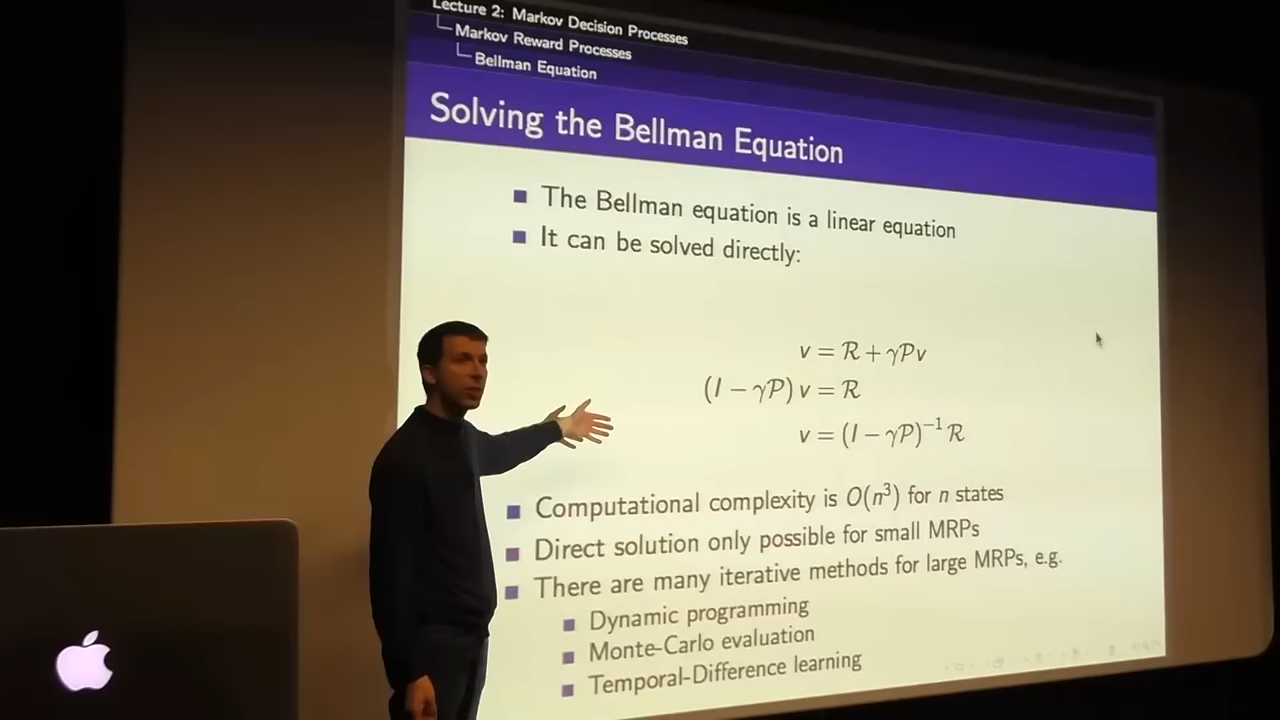 Lecture 2: Markov Decision Processes
Markov Reward Processes
Bellman Equation
Solving the Bellman Equation
The Bellman equation is a linear equation
It can be solved directly:
v = ℛ + γ𝒫v
(I − γ𝒫) v = ℛ
v = (I − γ𝒫)⁻¹ ℛ
Computational complexity is O(n³) for n states
Direct solution only possible for small MRPs
There are many iterative methods for large MRPs, e.g.
Dynamic programming
Monte-Carlo evaluation
Temporal-Difference learning